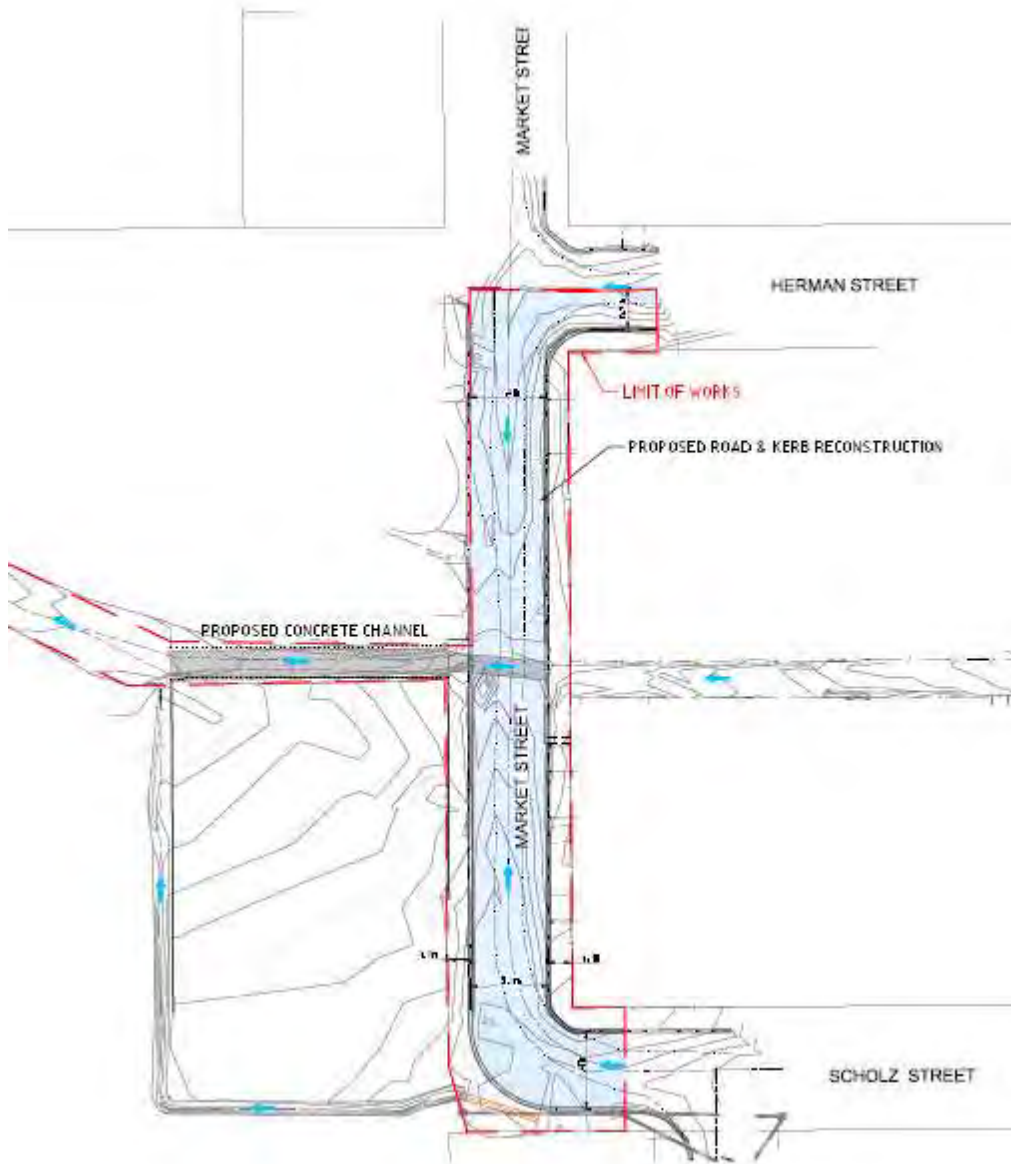 MARKET STREE
HERMAN STREET
LIMIT OF WORKS
PROPOSED ROAD & KERB RECONSTRUCTION
PROPOSED CONCRETE CHANNEL
MARKET STREET
SCHOLZ STREET